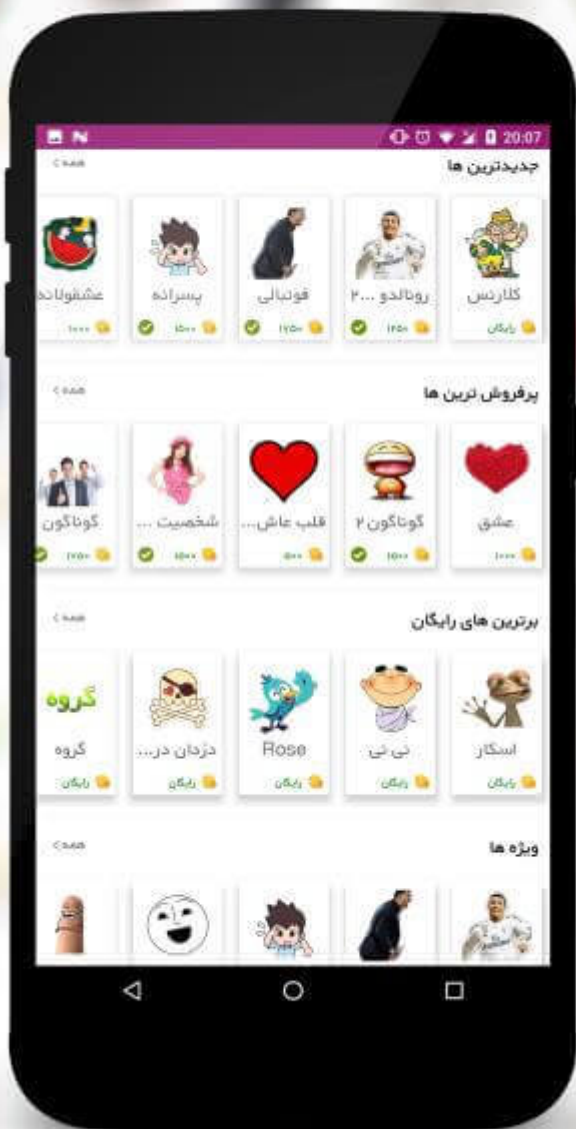 20:07
جدیدترین ها
همه >
کلارنس
رونالدو ...۲
فوتبالی
پسرانه
عشقولانه
رایگان
۱۲۵۰
۱۷۵۰
۱۵۰۰
۱۰۰۰
پرفروش ترین ها
همه >
عشق
گوناگون ۲
قلب عاش...
شخصیت ...
گوناگون
۱۰۰۰
۱۵۰۰
۵۰۰
۱۵۰۰
۱۷۵۰
برترین های رایگان
همه >
اسکار
نی نی
Rose
دزدان در...
گروه
گروه
رایگان
رایگان
رایگان
رایگان
رایگان
ویژه ها
همه >